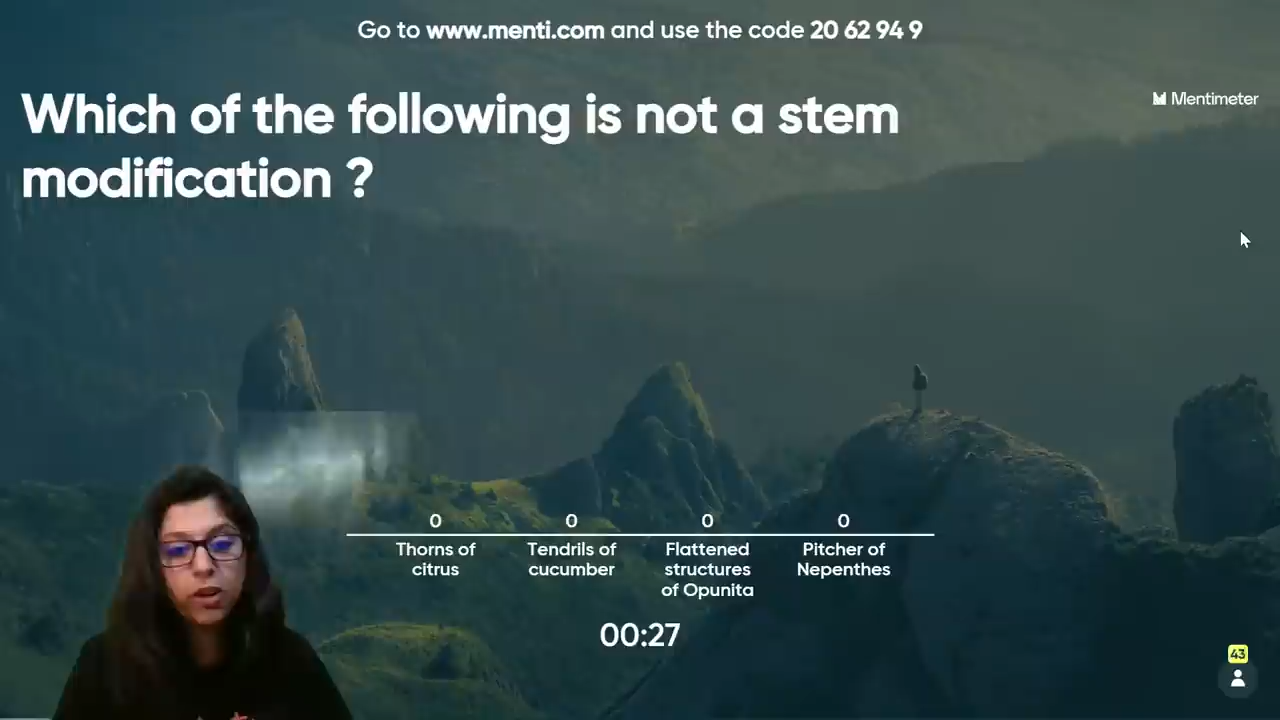 Go to www.menti.com and use the code 20 62 94 9
Which of the following is not a stem
modification ?
Mentimeter
0
0
0
0
Thorns of
citrus
Tendrils of
cucumber
Flattened
structures
of Opunita
Pitcher of
Nepenthes
00:27
43